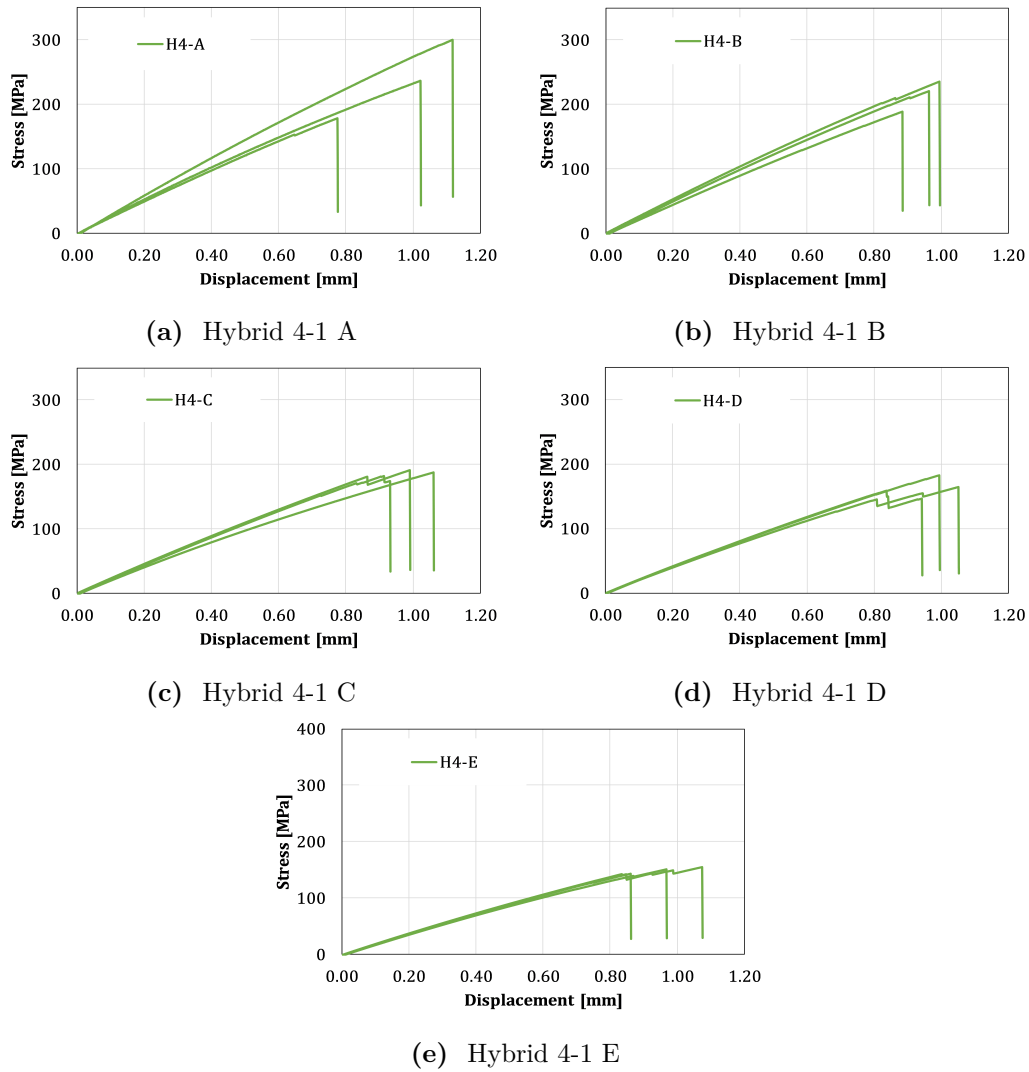 300
200
100
0
Stress [MPa]
H4-A
0.00 0.20 0.40 0.60 0.80 1.00 1.20
Displacement [mm]
(a) Hybrid 4-1 A
300
200
100
0
Stress [MPa]
H4-B
0.00 0.20 0.40 0.60 0.80 1.00 1.20
Displacement [mm]
(b) Hybrid 4-1 B
300
200
100
0
Stress [MPa]
H4-C
0.00 0.20 0.40 0.60 0.80 1.00 1.20
Displacement [mm]
(c) Hybrid 4-1 C
300
200
100
0
Stress [MPa]
H4-D
0.00 0.20 0.40 0.60 0.80 1.00 1.20
Displacement [mm]
(d) Hybrid 4-1 D
400
300
200
100
0
Stress [MPa]
H4-E
0.00 0.20 0.40 0.60 0.80 1.00 1.20
Displacement [mm]
(e) Hybrid 4-1 E